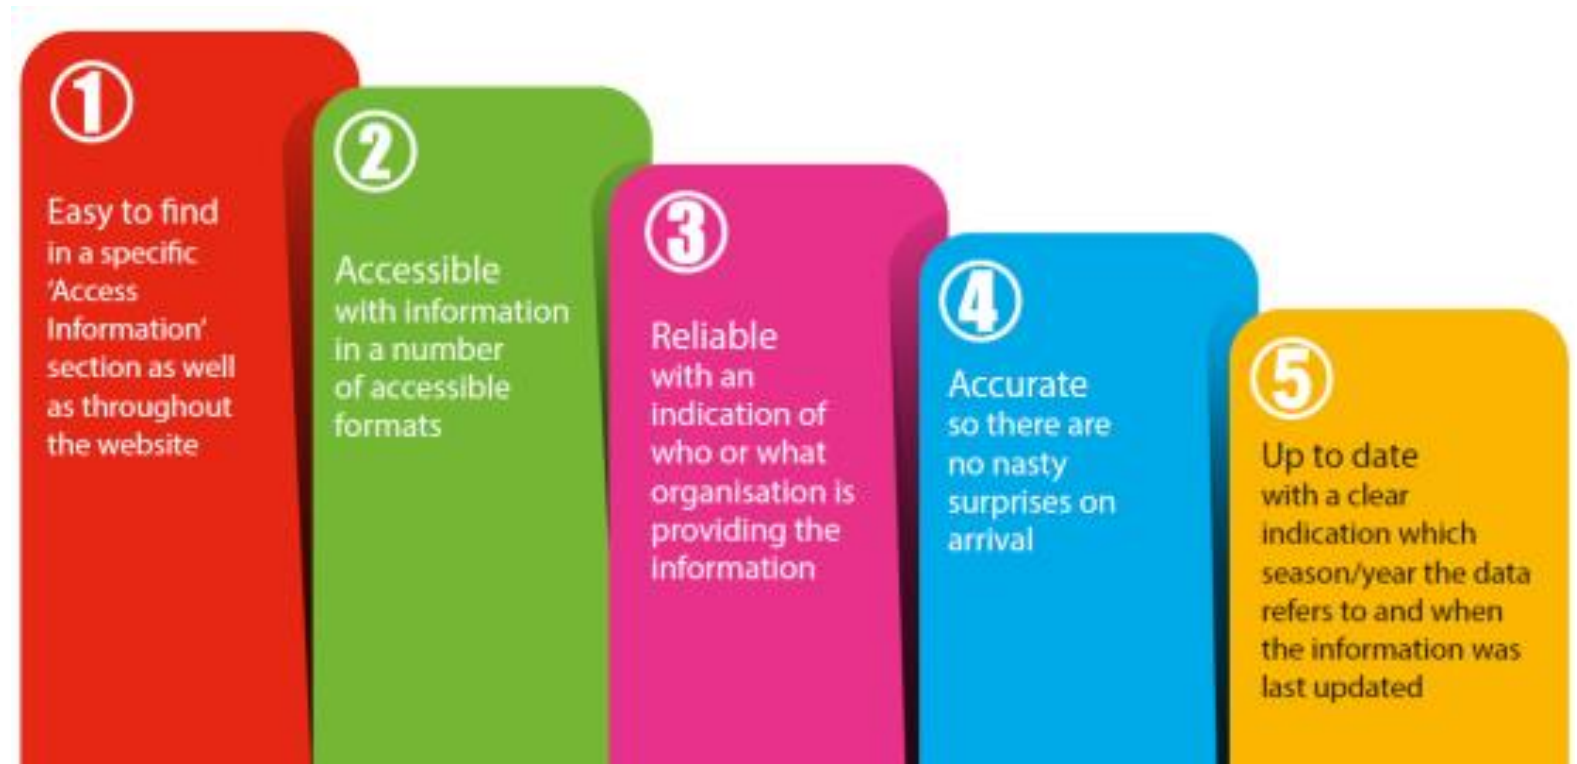 1
Easy to find
in a specific
‘Access
Information’
section as well
as throughout
the website
2
Accessible
with information
in a number
of accessible
formats
3
Reliable
with an
indication of
who or what
organisation is
providing the
information
4
Accurate
so there are
no nasty
surprises on
arrival
5
Up to date
with a clear
indication which
season/year the data
refers to and when
the information was
last updated